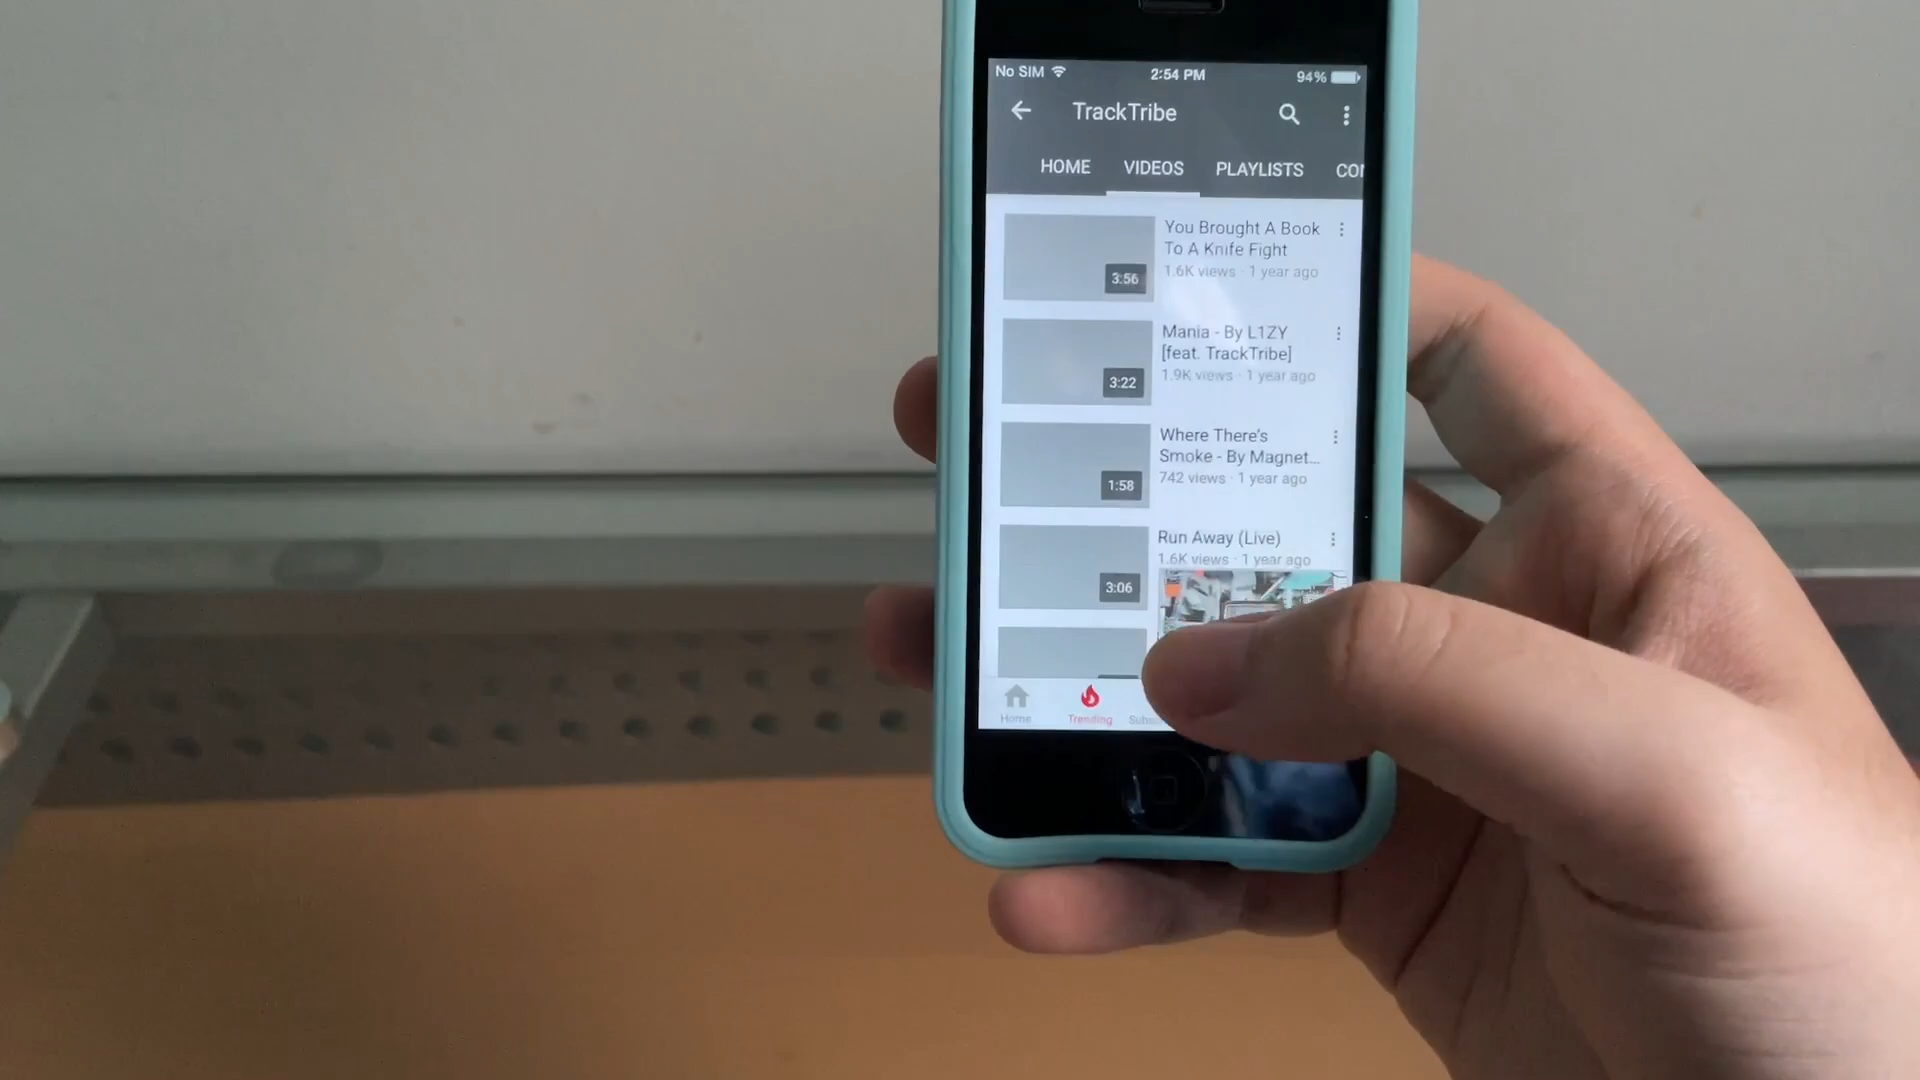 No SIM 2:54 PM 94%
TrackTribe
HOME VIDEOS PLAYLISTS
You Brought A Book
To A Knife Fight
1.6K views · 1 year ago
3:56
Mania - By L1ZY
[feat. TrackTribe]
1.9K views · 1 year ago
3:22
Where There's
Smoke - By Magnet...
742 views · 1 year ago
1:58
Run Away (Live)
1.6K views · 1 year ago
3:06
Home Trending